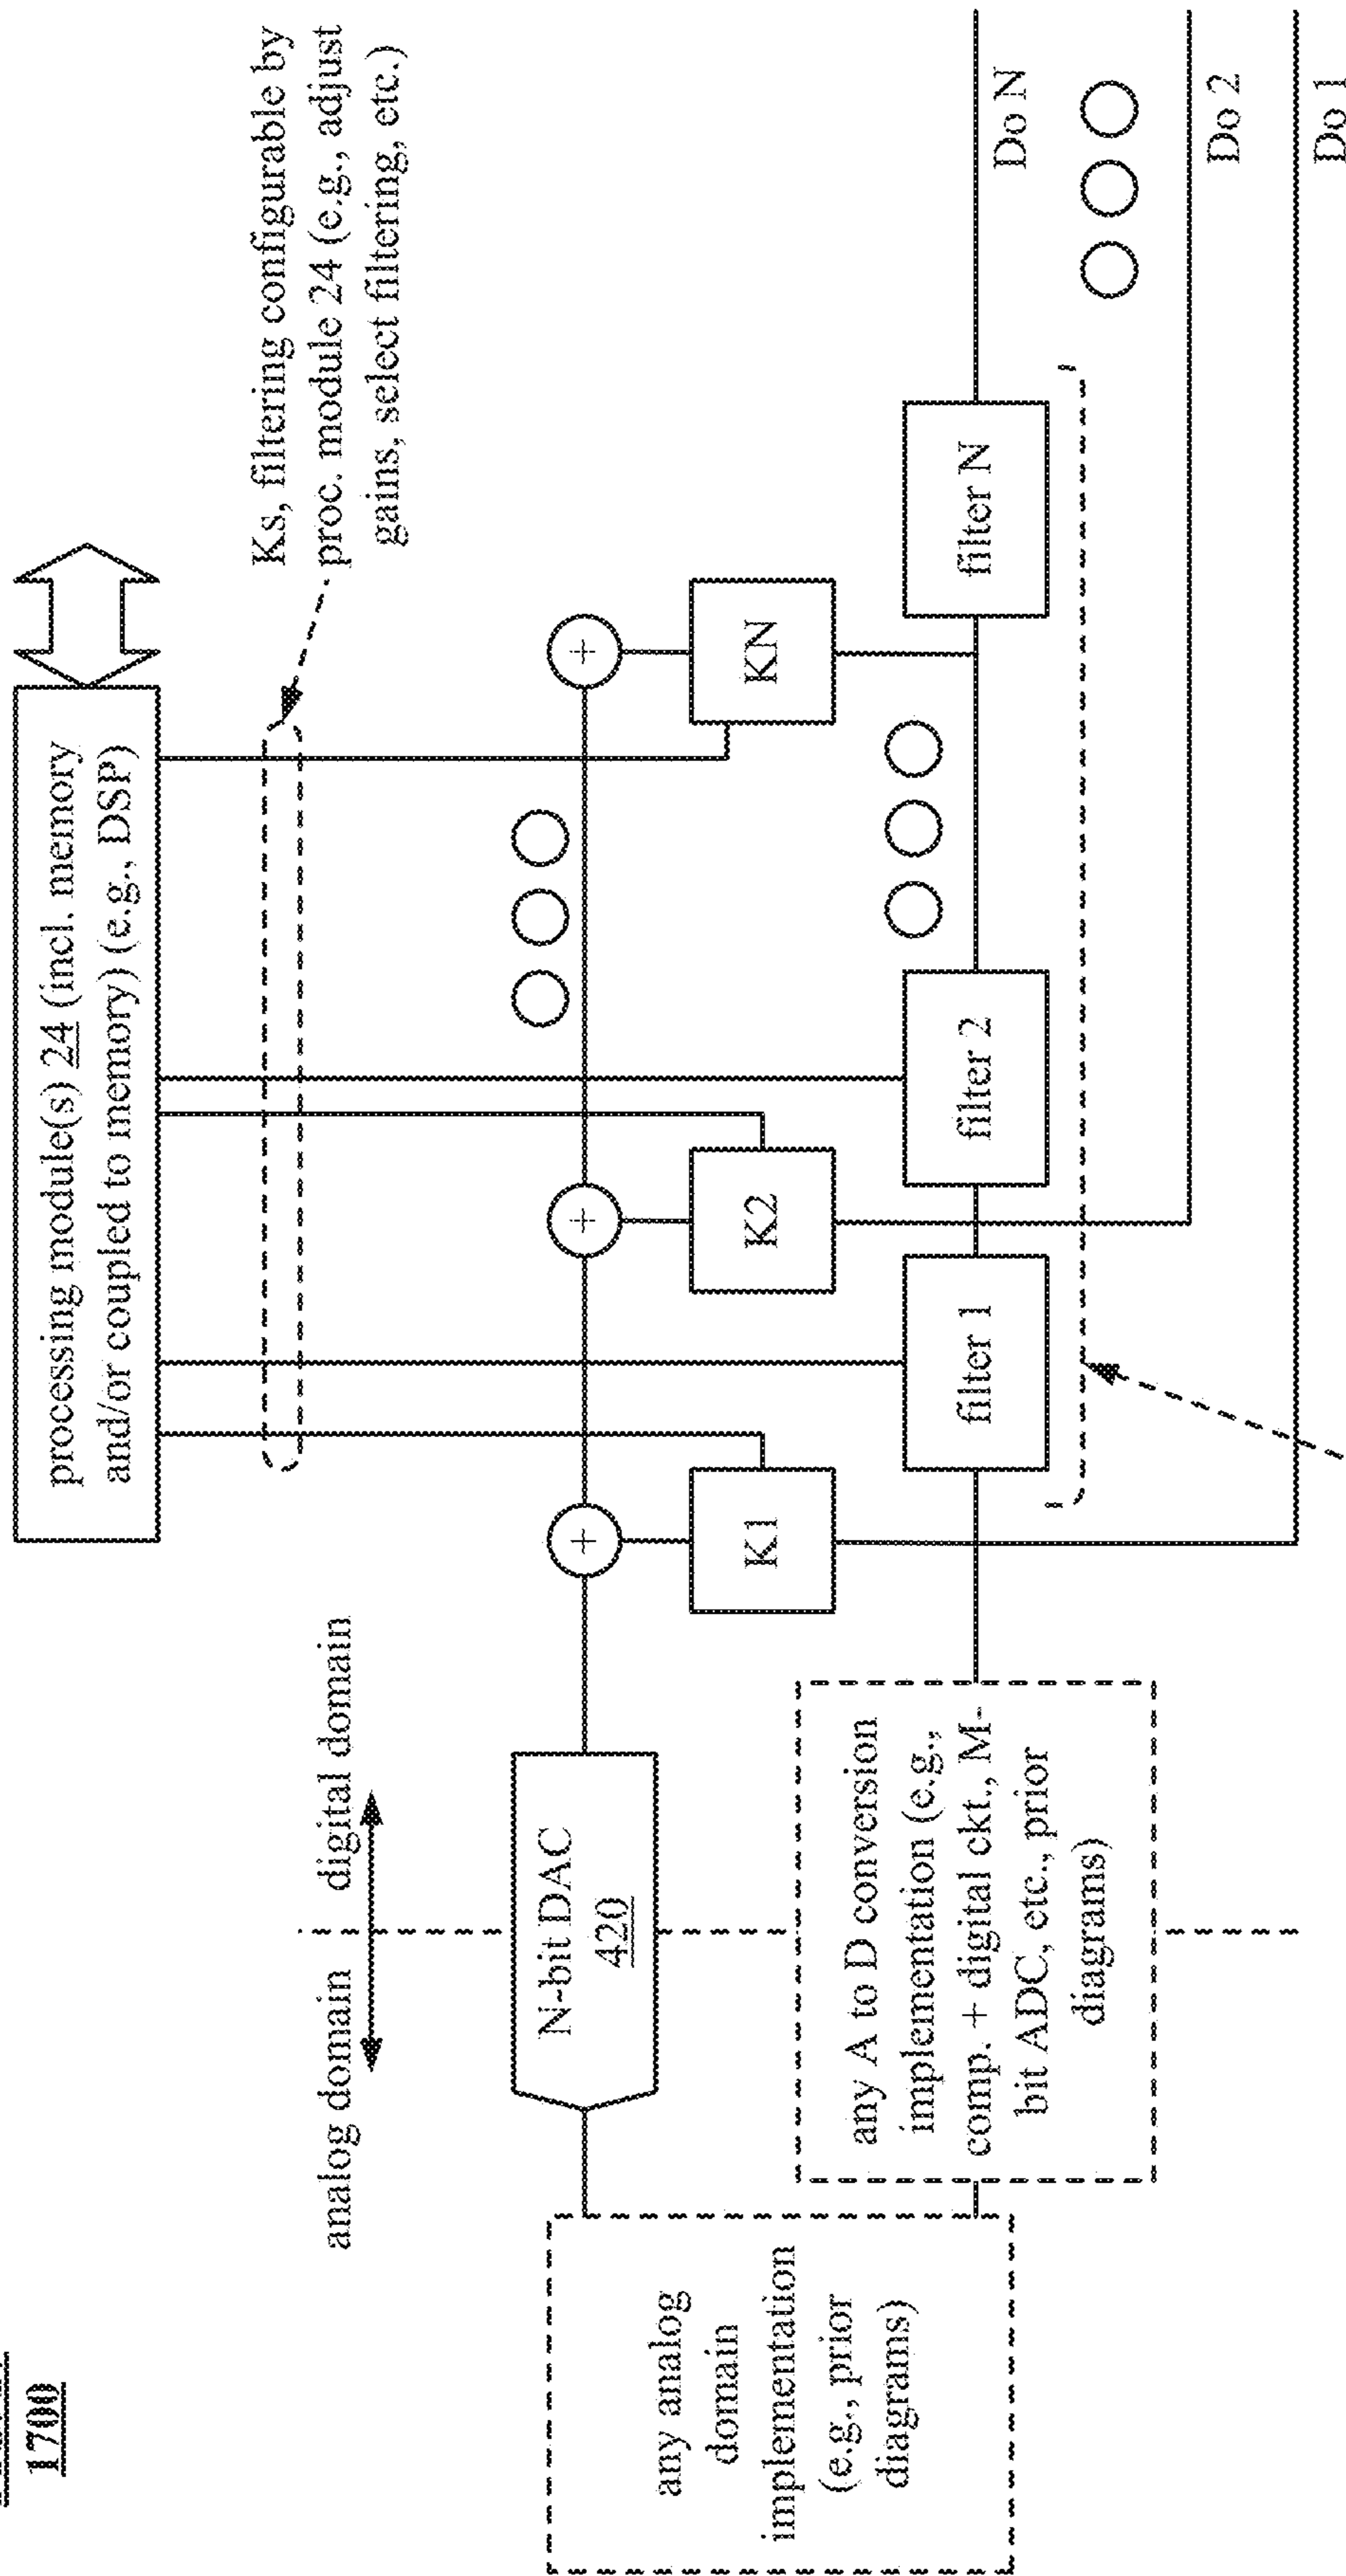 1700
processing module(s) 24 (incl. memory
and/or coupled to memory) (e.g., DSP)
Ks, filtering configurable by
proc. module 24 (e.g., adjust
gains, select filtering, etc.)
analog domain
digital domain
N-bit DAC
420
+
+
+
K1
K2
KN
any analog
domain
implementation
(e.g., prior
diagrams)
any A to D conversion
implementation (e.g.,
comp. + digital ckt., M-
bit ADC, etc., prior
diagrams)
filter 1
filter 2
filter N
Do N
Do 2
Do 1